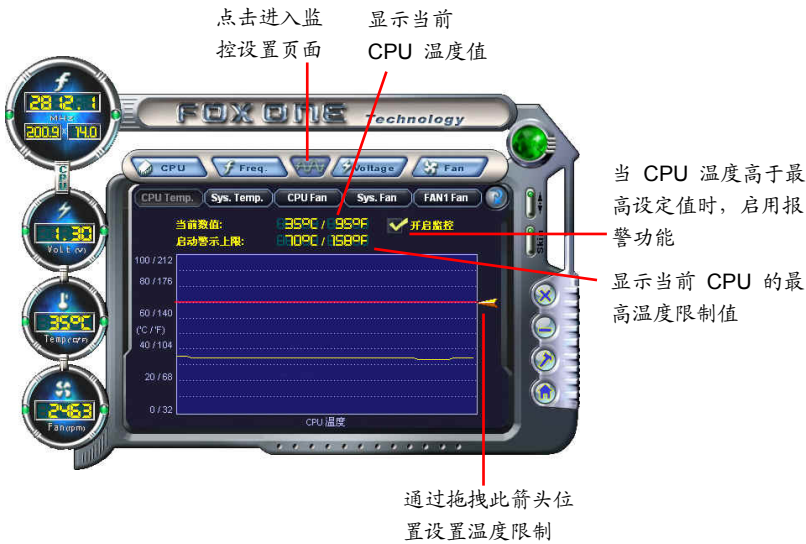 点击进入监
控设置页面
显示当前
CPU 温度值
2812.1
MHz
200.9 x 14.0
CPU
FOX ONE Technology
CPU
Freq.
Voltage
Fan
CPU Temp.
Sys. Temp.
CPU Fan
Sys. Fan
FAN1 Fan
?
当前数值: 35ºC / 95ºF
开启监控
启动警示上限: 70ºC / 158ºF
1.30
Volt (V)
35ºC
Temp(℃/℉)
2463
Fan(rpm)
Skin
100 / 212
80 / 176
60 / 140
(℃ / ℉)
40 / 104
20 / 68
0 / 32
CPU 温度
当 CPU 温度高于最
高设定值时，启用报
警功能
显示当前 CPU 的最
高温度限制值
通过拖拽此箭头位
置设置温度限制